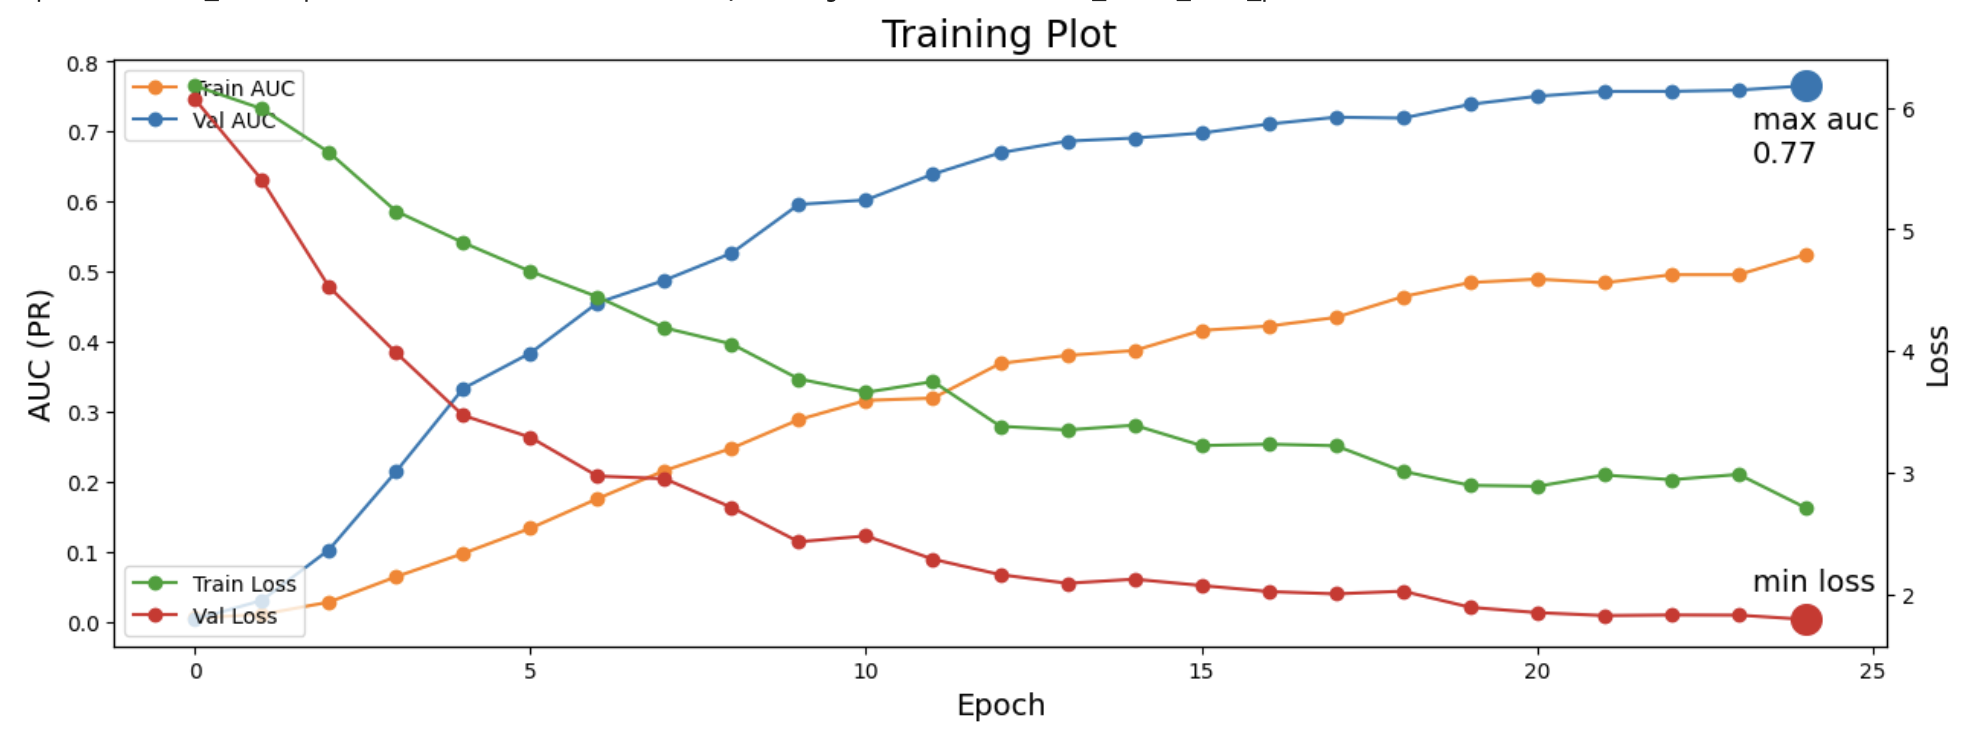 Training Plot
0.8
0.7
0.6
0.5
0.4
0.3
0.2
0.1
0.0
AUC (PR)
Train AUC
Val AUC
Train Loss
Val Loss
max auc
0.77
min loss
6
5
4
3
2
Loss
0 5 10 15 20 25
Epoch